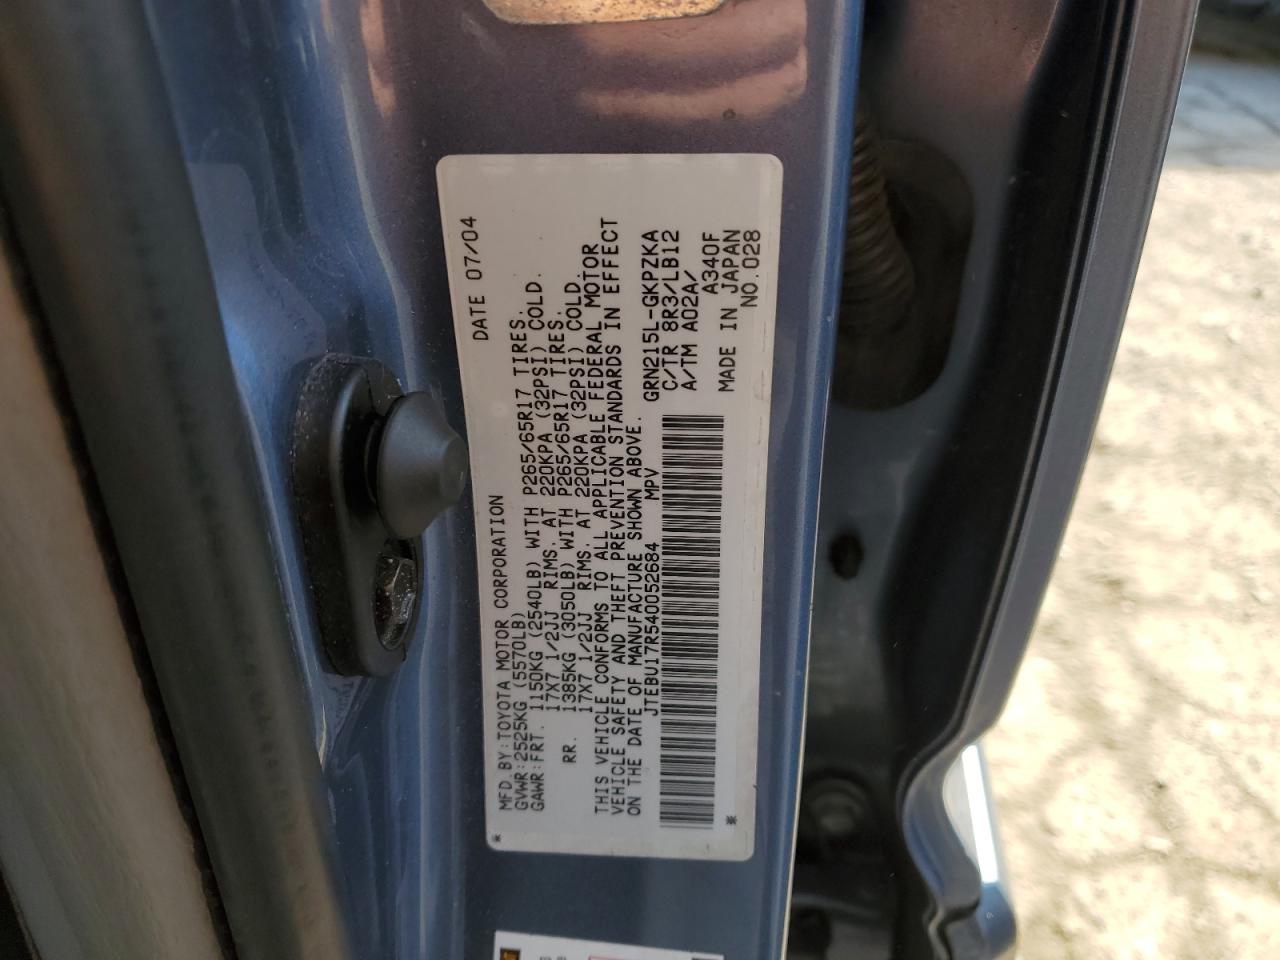 DATE 07/04
MFD.BY:TOYOTA MOTOR CORPORATION
GVWR:2525KG (5570LB)
GAWR:FRT. 1150KG (2540LB) WITH P265/65R17 TIRES.
17X7 1/2JJ RIMS. AT 220KPA (32PSI) COLD.
RR. 1385KG (3050LB) WITH P265/65R17 TIRES.
17X7 1/2JJ RIMS. AT 220KPA (32PSI) COLD.
THIS VEHICLE CONFORMS TO ALL APPLICABLE FEDERAL MOTOR
VEHICLE SAFETY AND THEFT PREVENTION STANDARDS IN EFFECT
ON THE DATE OF MANUFACTURE SHOWN ABOVE.
JTEBU17R540052684 MPV
GRN215L-GKPZKA
C/TR 8R3/LB12
A/TM A02A/
A340F
MADE IN JAPAN
NO.028